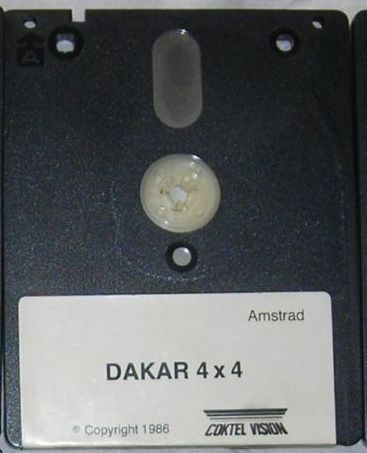 A
Amstrad
DAKAR 4 x 4
© Copyright 1986
COKTEL VISION